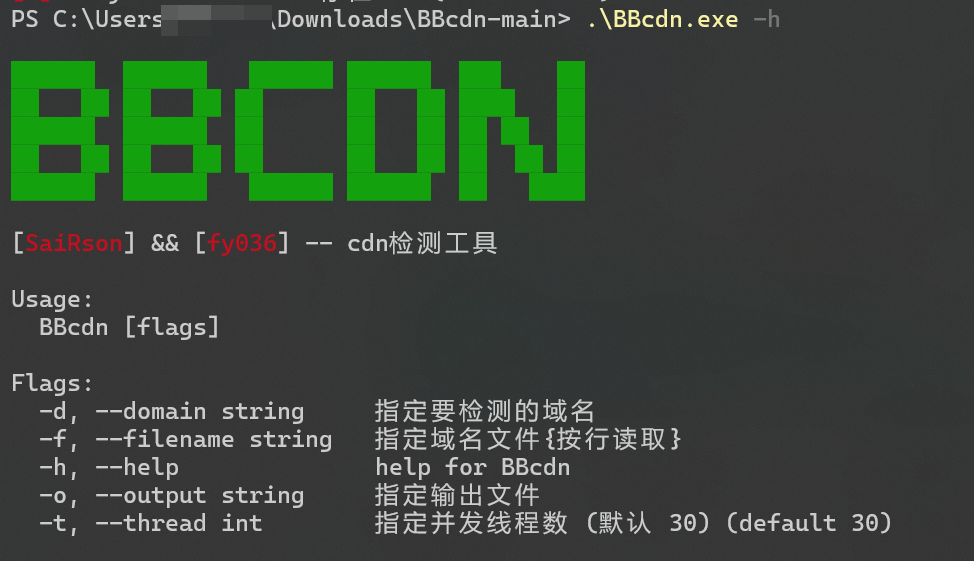 PS C:\Users\Downloads\BBcdn-main> .\BBcdn.exe -h
BBCDN
[SaiRson] && [fy036] -- cdn检测工具
Usage:
BBcdn [flags]
Flags:
-d, --domain string 指定要检测的域名
-f, --filename string 指定域名文件{按行读取}
-h, --help help for BBcdn
-o, --output string 指定输出文件
-t, --thread int 指定并发线程数 (默认 30) (default 30)